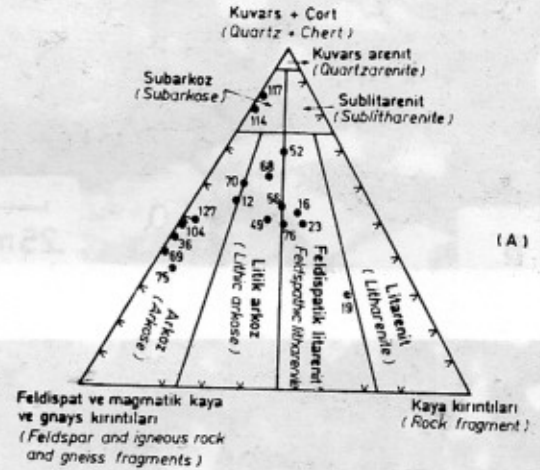 Kuvars + Cort
(Quartz + Chert)
Kuvars arenit
(Quartzarenite)
Subarkoz
(Subarkose)
Sublitarenit
(Sublitharenite)
117
114
52
68
70
12
56
16
49
76
23
127
104
36
69
75
(A)
Arkoz
(Arkose)
Litik arkoz
(Lithic arkose)
Feldispatik litarenit
Feldspathic litharenite
Litarenit
(Litharenite)
Feldispat ve magmatik kaya
ve gnays kırıntıları
(Feldspar and igneous rock
and gneiss fragments)
Kaya kırıntıları
(Rock fragment)